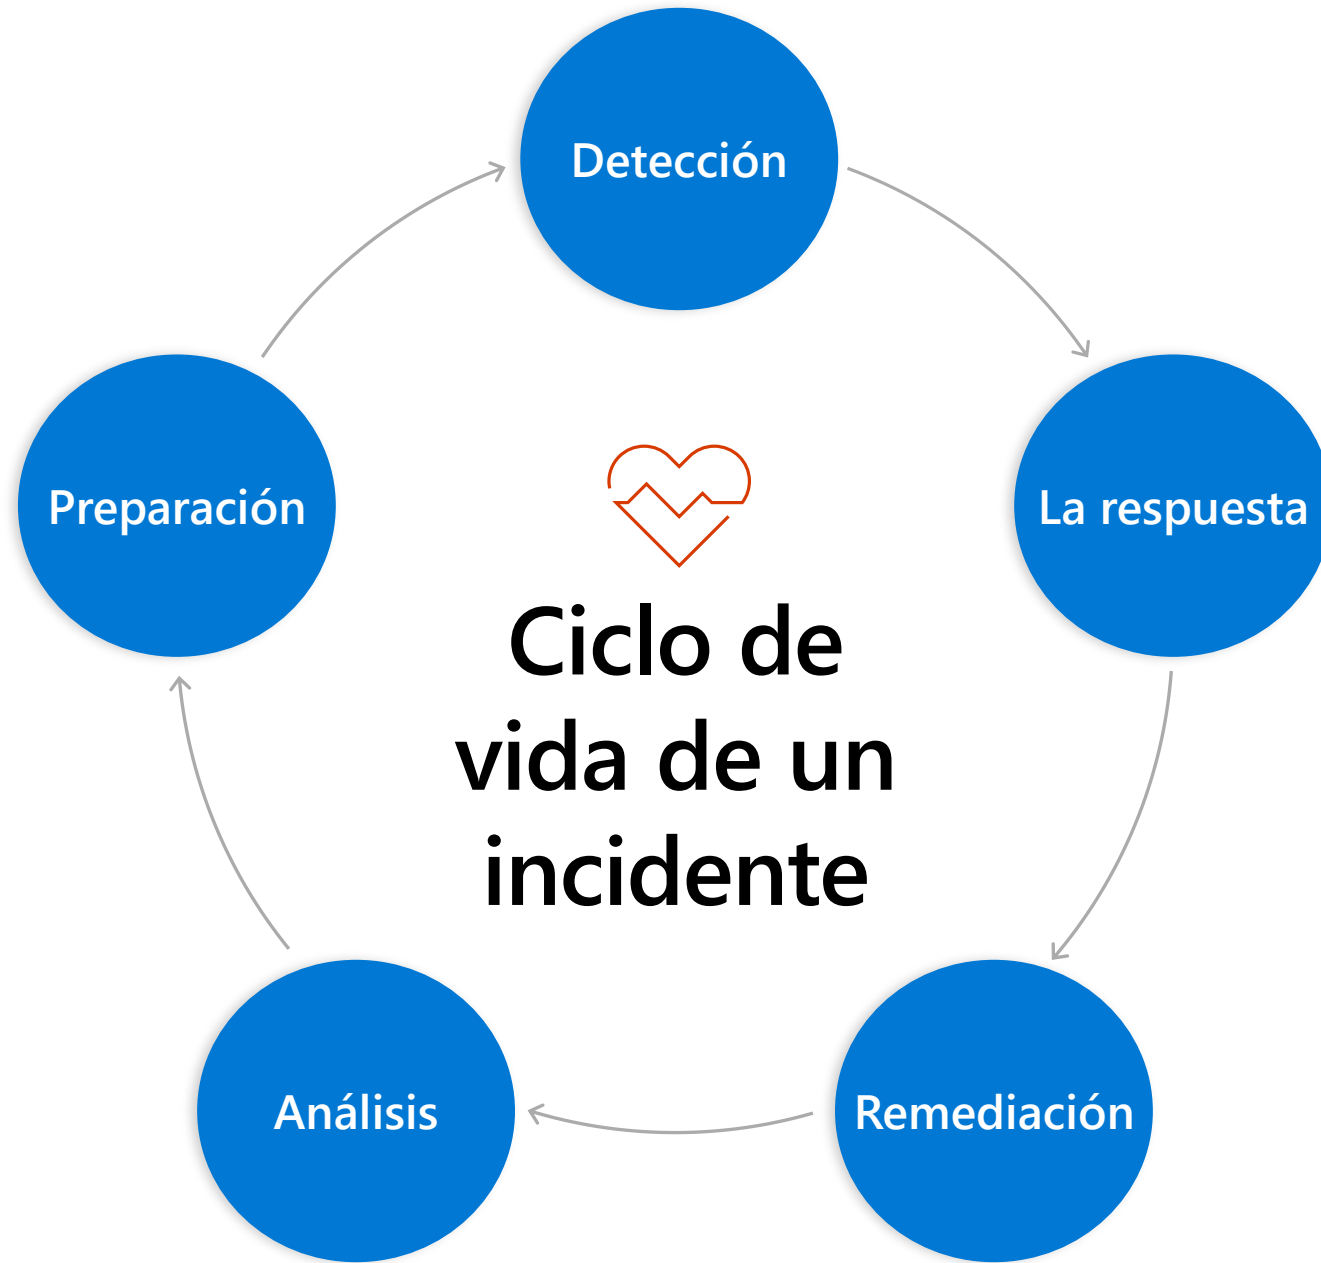 Detección
La respuesta
Remediación
Análisis
Preparación
Ciclo de
vida de un
incidente